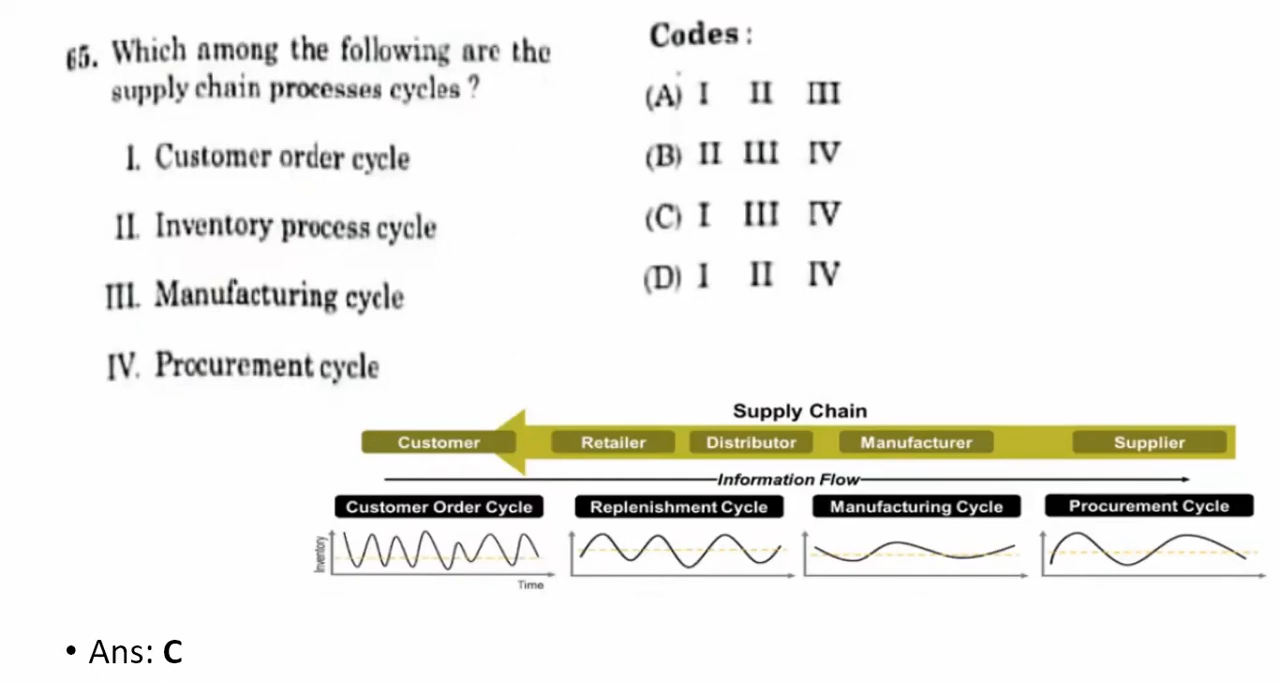 65. Which among the following are the
supply chain processes cycles ?
I. Customer order cycle
II. Inventory process cycle
III. Manufacturing cycle
IV. Procurement cycle
Codes :
(A) I II III
(B) II III IV
(C) I III IV
(D) I II IV
Supply Chain
Customer Retailer Distributor Manufacturer Supplier
Information Flow
Customer Order Cycle Replenishment Cycle Manufacturing Cycle Procurement Cycle
Inventory
Time
• Ans: C